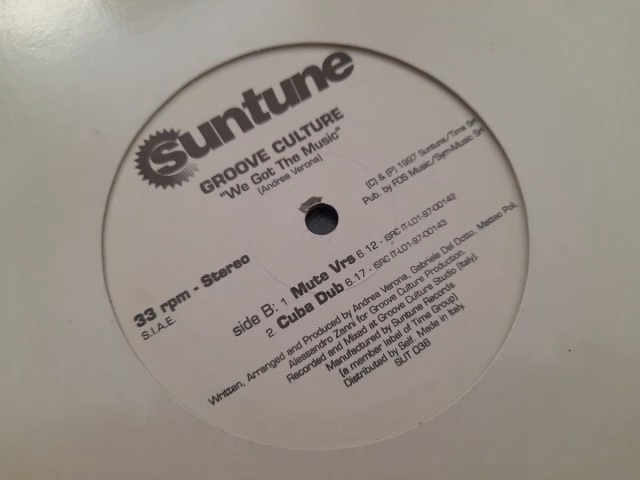 suntune
GROOVE CULTURE
"We Got The Music"
(Andrea Verona)
(C) & (P) 1997 Suntune/Time Srl
Pub. by FDS Music/Sym-Music Srl
33 rpm - Stereo
S.I.A.E.
side B: 1 Mute Vrs 6.12 - ISRC IT-L01-97-00142
2 Cuba Dub 6.17 - ISRC IT-L01-97-00143
Written, Arranged and Produced by Andrea Verona, Gabriele Del Dotto, Matteo Poli,
Alessandro Zanni for Groove Culture Production.
Recorded and Mixed at Groove Culture Studio (Italy).
Manufactured by Suntune Records.
(a member label of Time Group)
Distributed by Self. Made in Italy.
SUT 038